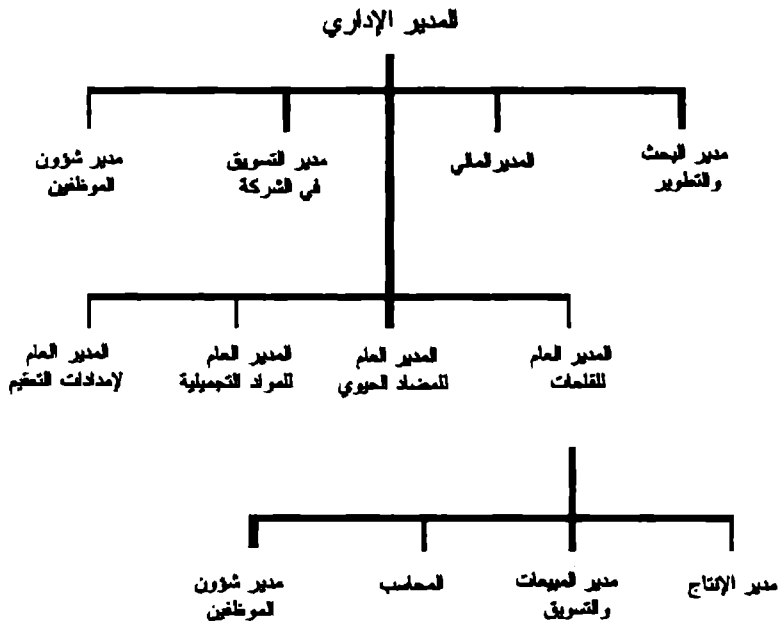 المدير الإداري
مدير البحث
والتطوير
المدير المالي
مدير التسويق
في الشركة
مدير شؤون
الموظفين
المدير العام
للقلحات
المدير العام
للمضاد الحيوي
المدير العام
للمواد التجميلية
المدير العام
لإمدادات التعقيم
مدير الإنتاج
مدير المبيعات
والتسويق
المحاسب
مدير شؤون
الموظفين